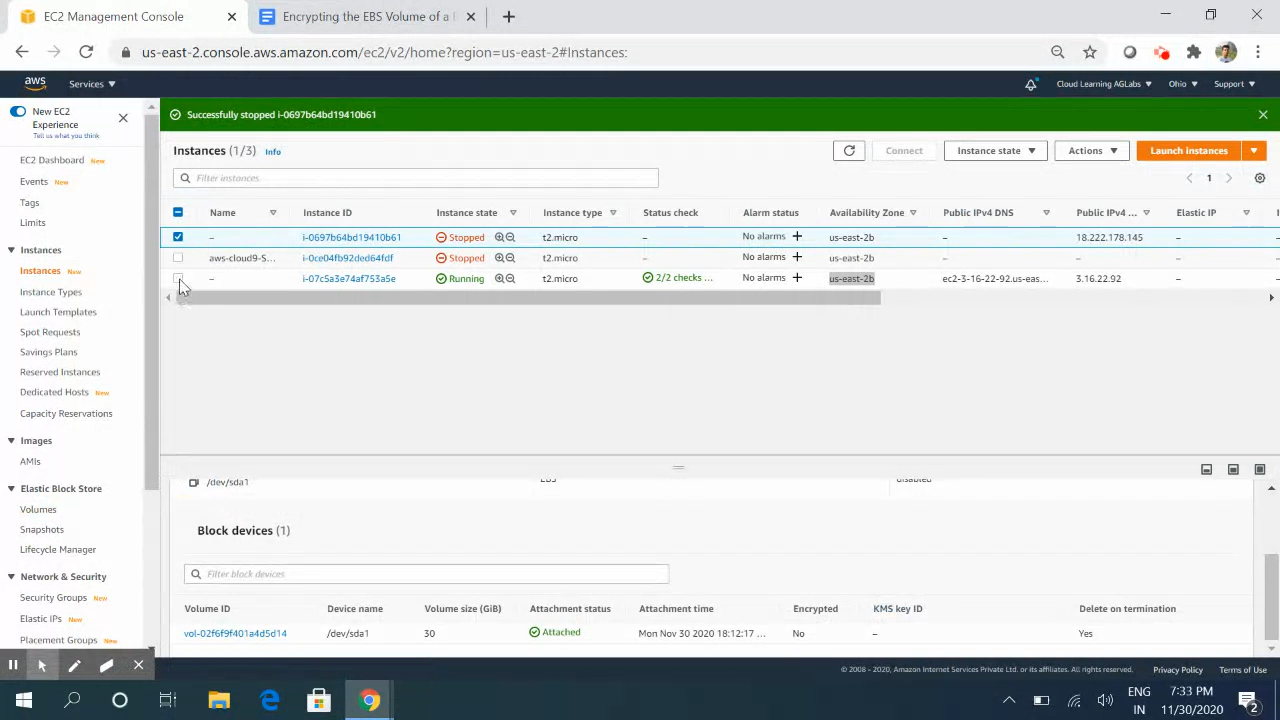 EC2 Management Console
Encrypting the EBS Volume of a
us-east-2.console.aws.amazon.com/ec2/v2/home?region=us-east-2#Instances:
aws Services Cloud Learning AGLabs Ohio Support
New EC2 Experience
Tell us what you think
Successfully stopped i-0697b64bd19410b61
Instances (1/3) Info
Connect Instance state Actions Launch instances
Filter instances
1
Name Instance ID Instance state Instance type Status check Alarm status Availability Zone Public IPv4 DNS Public IPv4 ... Elastic IP
– i-0697b64bd19410b61 Stopped t2.micro – No alarms + us-east-2b – 18.222.178.145 –
aws-cloud9-S... i-0ce04fb92ded64fdf Stopped t2.micro – No alarms + us-east-2b – – –
– i-07c5a3e74af753a5e Running t2.micro 2/2 checks ... No alarms + us-east-2b ec2-3-16-22-92.us-eas... 3.16.22.92 –
EC2 Dashboard New
Events New
Tags
Limits
Instances
Instances New
Instance Types
Launch Templates
Spot Requests
Savings Plans
Reserved Instances
Dedicated Hosts New
Capacity Reservations
Images
AMIs
Elastic Block Store
Volumes
Snapshots
Lifecycle Manager
Network & Security
Security Groups New
Elastic IPs New
Placement Groups New
/dev/sda1 EBS disabled
Block devices (1)
Filter block devices
Volume ID Device name Volume size (GiB) Attachment status Attachment time Encrypted KMS key ID Delete on termination
vol-02f6f9f401a4d5d14 /dev/sda1 30 Attached Mon Nov 30 2020 18:12:17 ... No – Yes
© 2008 - 2020, Amazon Internet Services Private Ltd. or its affiliates. All rights reserved. Privacy Policy Terms of Use
ENG
IN
7:33 PM
11/30/2020
2